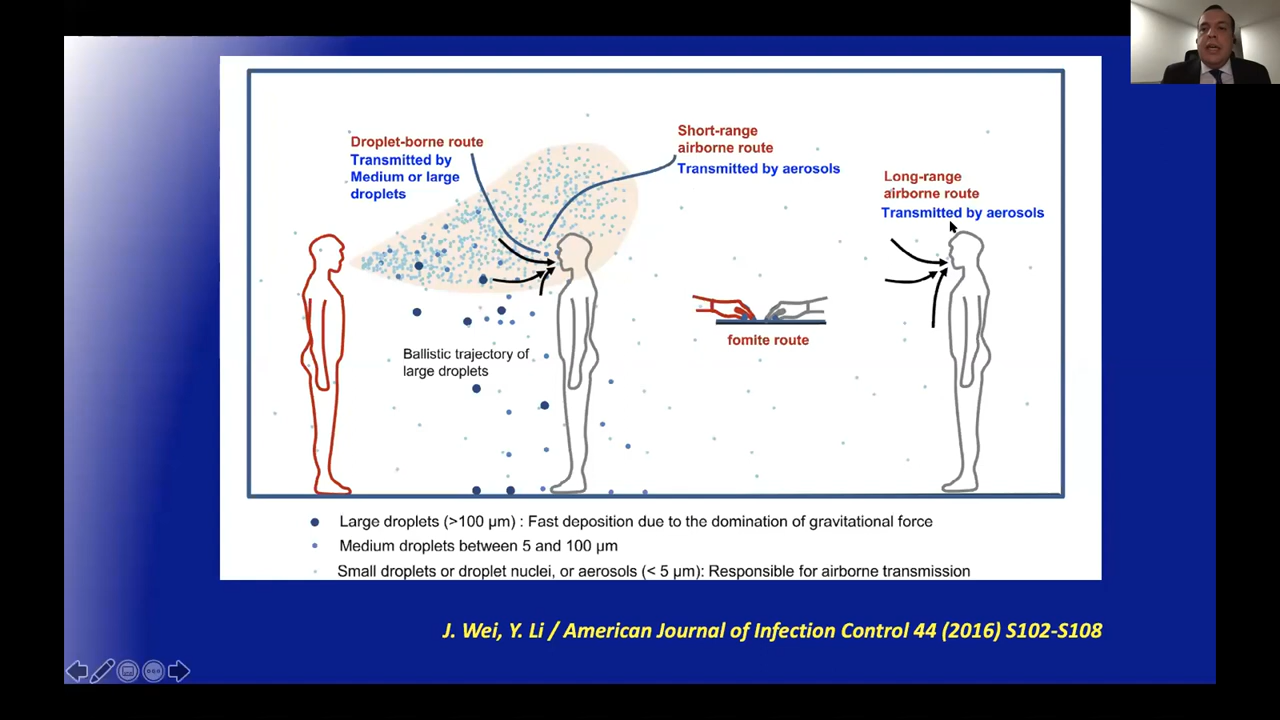 Droplet-borne route
Transmitted by
Medium or large
droplets
Short-range
airborne route
Transmitted by aerosols
Long-range
airborne route
Transmitted by aerosols
Ballistic trajectory of
large droplets
fomite route
Large droplets (>100 μm) : Fast deposition due to the domination of gravitational force
Medium droplets between 5 and 100 μm
Small droplets or droplet nuclei, or aerosols (< 5 μm): Responsible for airborne transmission
J. Wei, Y. Li / American Journal of Infection Control 44 (2016) S102-S108